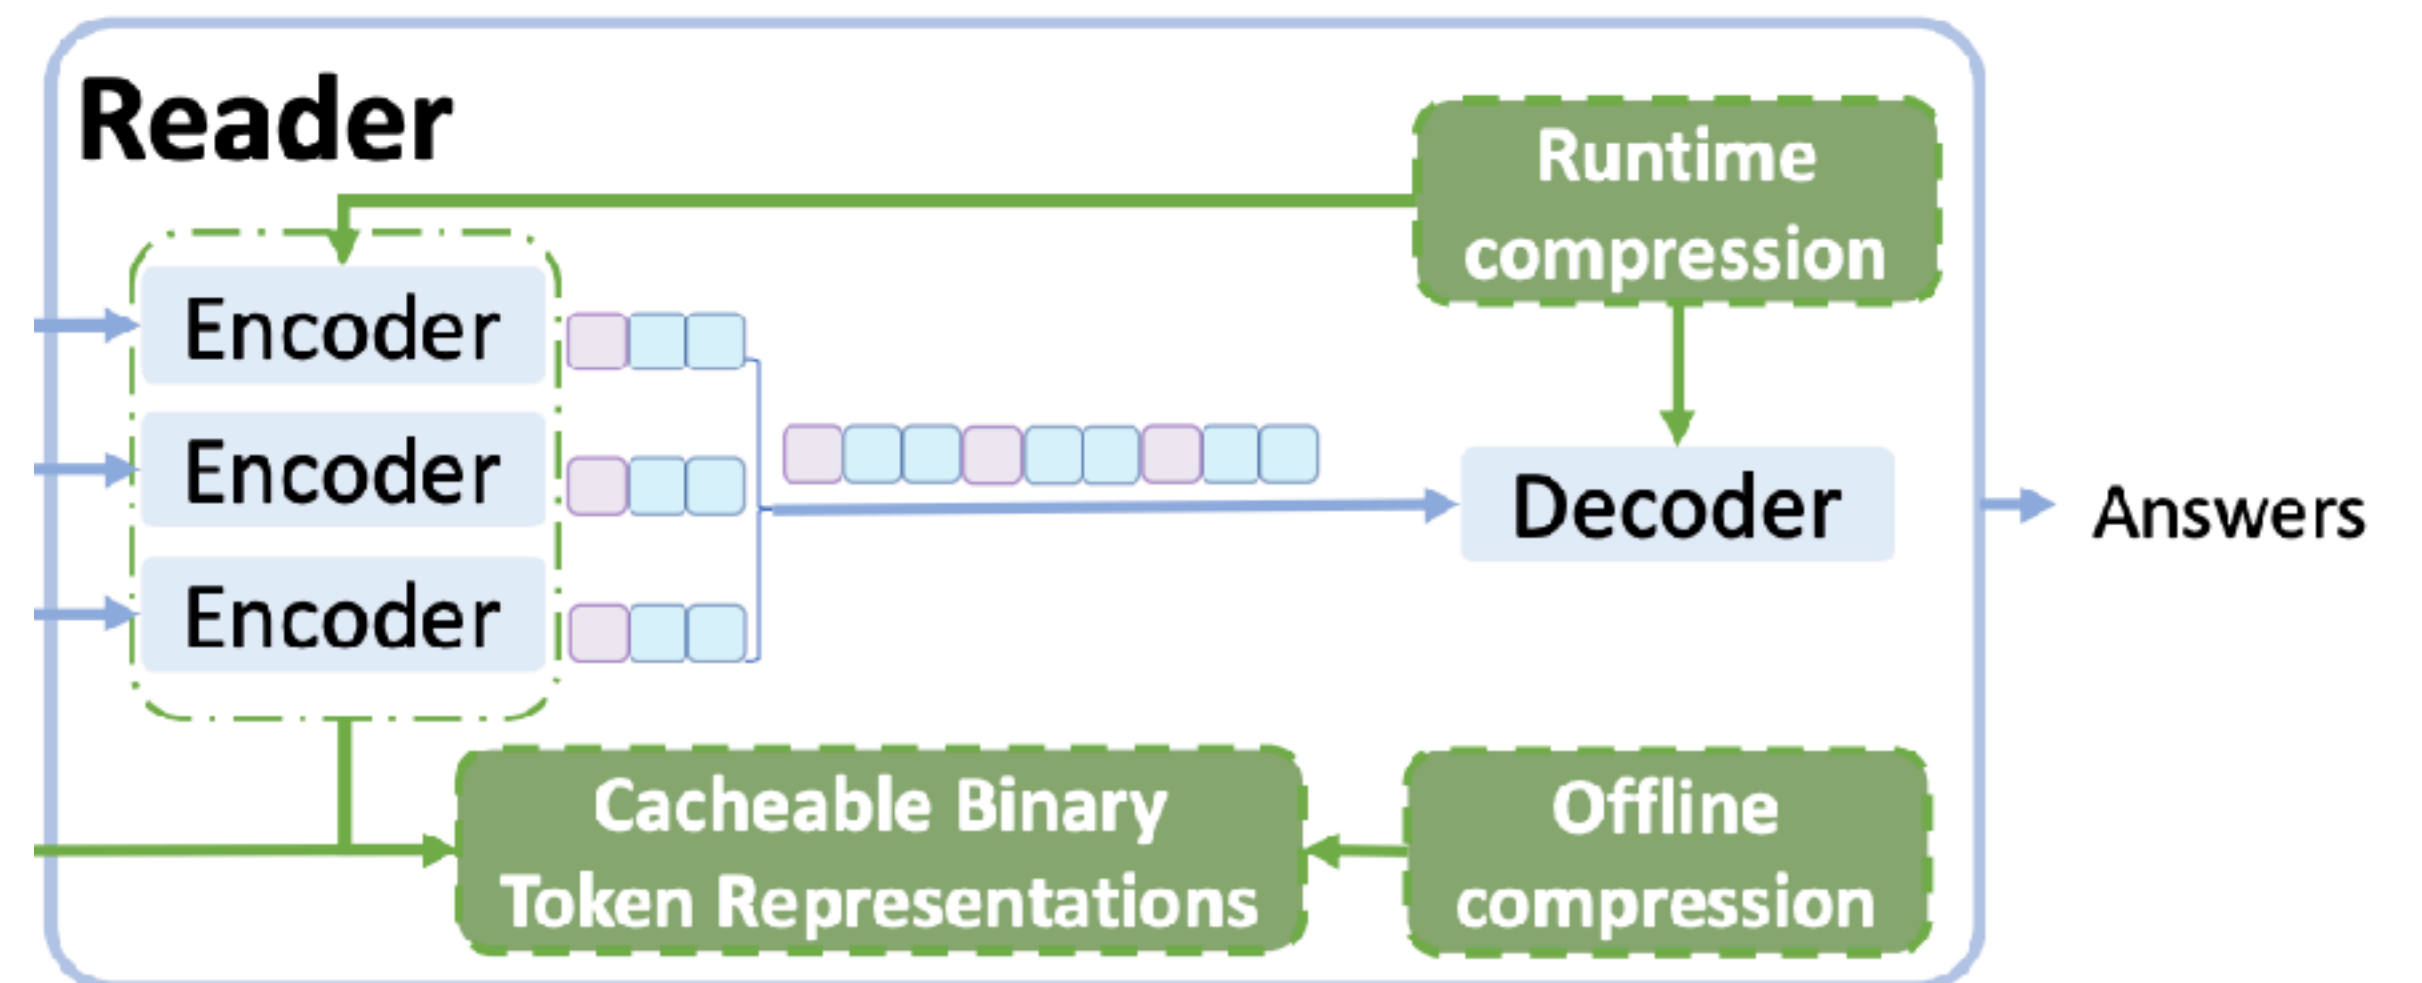 Reader
Runtime
compression
Encoder
Encoder
Encoder
Decoder
Answers
Cacheable Binary
Token Representations
Offline
compression